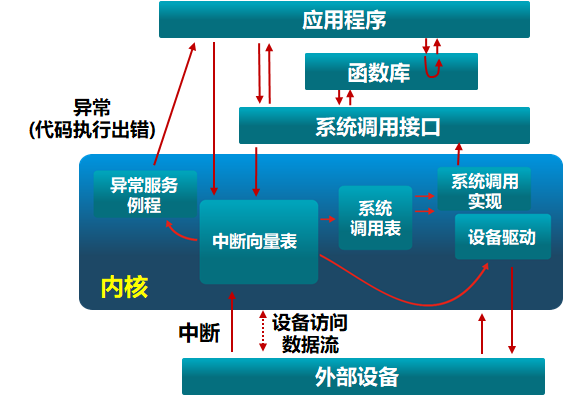 应用程序
函数库
异常
(代码执行出错)
系统调用接口
异常服务
例程
系统调用
实现
系统
调用表
中断向量表
设备驱动
内核
中断
设备访问
数据流
外部设备